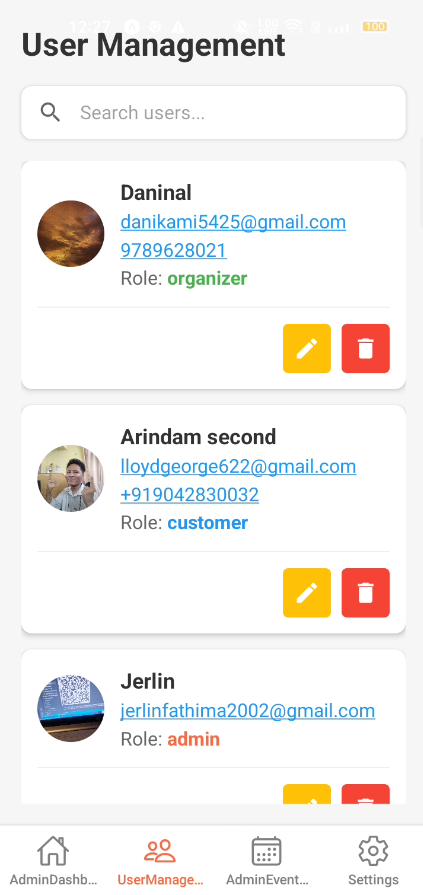 12:27
100
User Management
Search users...
Daninal
danikami5425@gmail.com
9789628021
Role: organizer
Arindam second
lloydgeorge622@gmail.com
+919042830032
Role: customer
Jerlin
jerlinfathima2002@gmail.com
Role: admin
AdminDashb... UserManage... AdminEvent... Settings